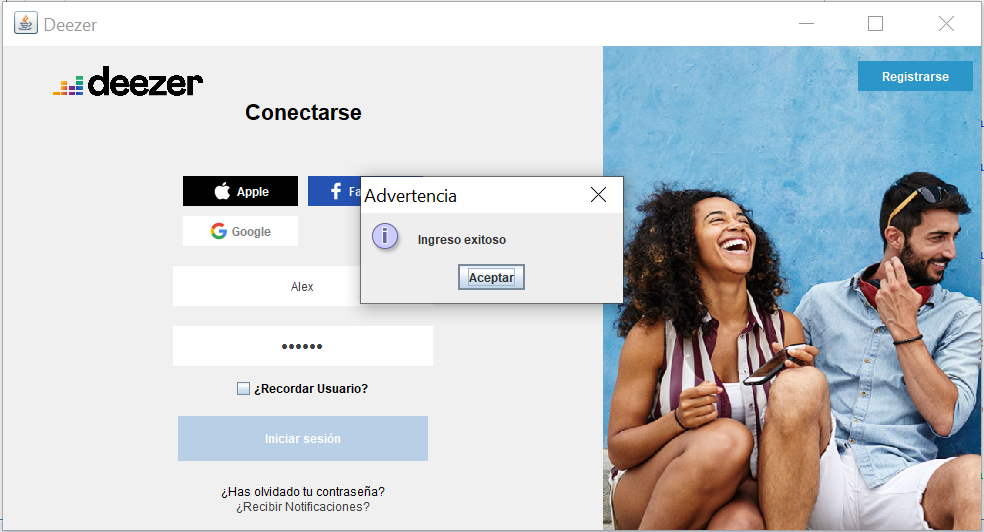 Deezer
deezer
Registrarse
Conectarse
Apple
Fa
Google
Advertencia
Ingreso exitoso
Aceptar
Alex
••••••
¿Recordar Usuario?
Iniciar sesión
¿Has olvidado tu contraseña?
¿Recibir Notificaciones?